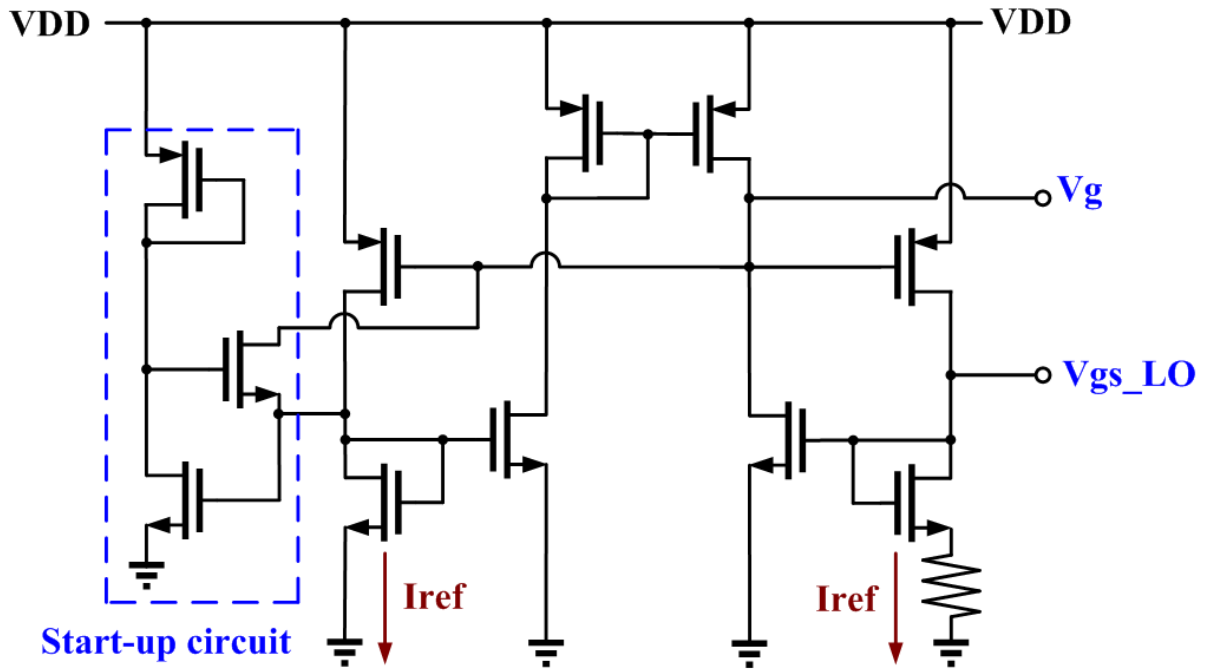 VDD
VDD
Vg
Vgs_LO
Iref
Iref
Start-up circuit